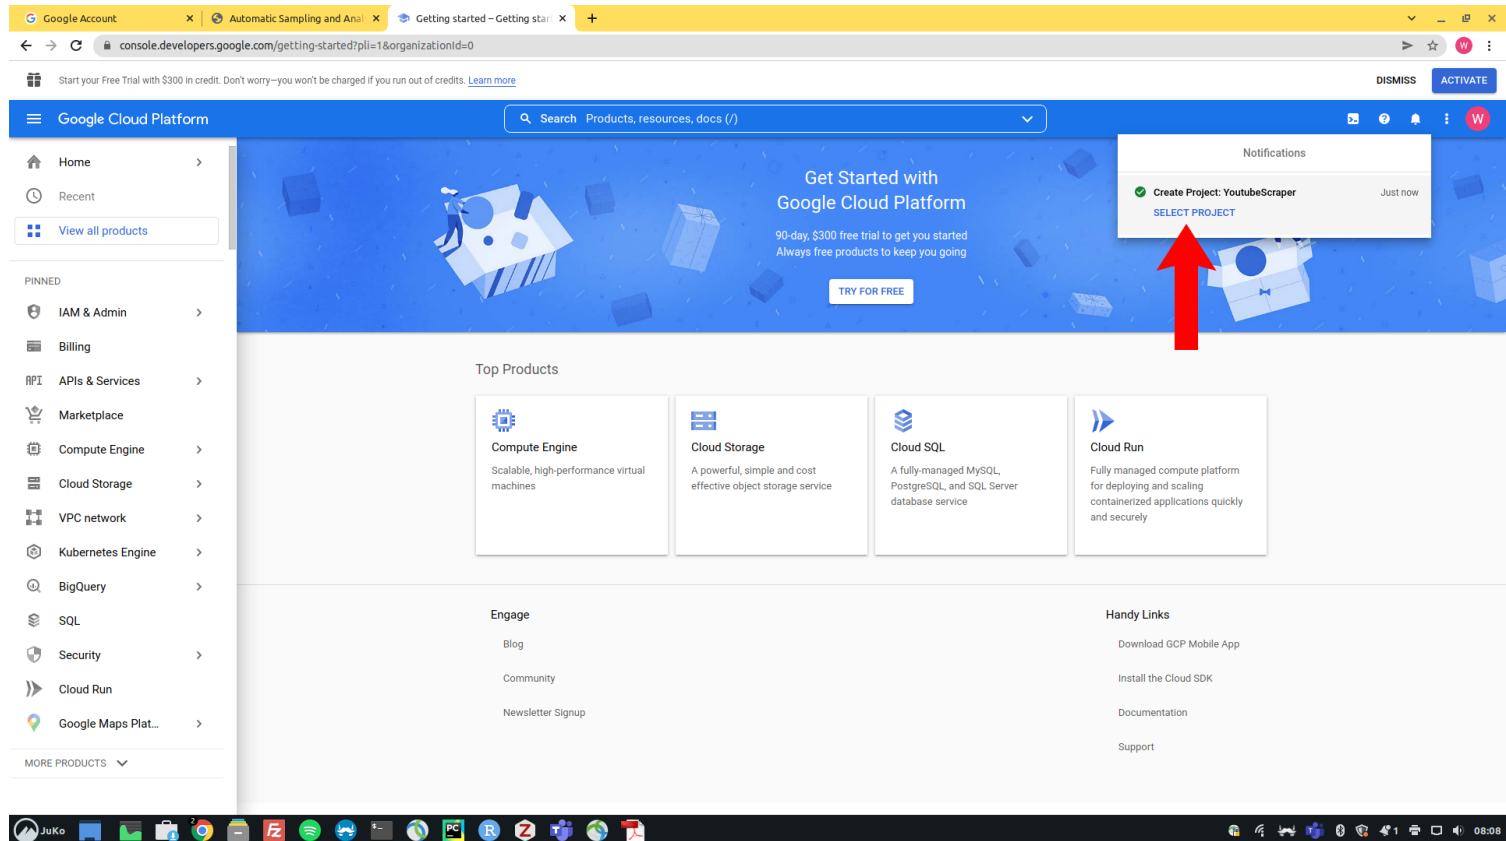 Google Account
Automatic Sampling and Anal
Getting started – Getting star
console.developers.google.com/getting-started?pli=1&organizationId=0
W
Start your Free Trial with $300 in credit. Don't worry—you won't be charged if you run out of credits. Learn more
DISMISS
ACTIVATE
Google Cloud Platform
Search Products, resources, docs (/)
W
Home
Recent
View all products
PINNED
IAM & Admin
Billing
API APIs & Services
Marketplace
Compute Engine
Cloud Storage
VPC network
Kubernetes Engine
BigQuery
SQL
Security
Cloud Run
Google Maps Plat...
MORE PRODUCTS
Get Started with
Google Cloud Platform
90-day, $300 free trial to get you started
Always free products to keep you going
TRY FOR FREE
Notifications
Create Project: YoutubeScraper
Just now
SELECT PROJECT
Top Products
Compute Engine
Scalable, high-performance virtual
machines
Cloud Storage
A powerful, simple and cost
effective object storage service
Cloud SQL
A fully-managed MySQL,
PostgreSQL, and SQL Server
database service
Cloud Run
Fully managed compute platform
for deploying and scaling
containerized applications quickly
and securely
Engage
Blog
Community
Newsletter Signup
Handy Links
Download GCP Mobile App
Install the Cloud SDK
Documentation
Support
JuKo
2
FZ
PC
R
Z
1
08:08